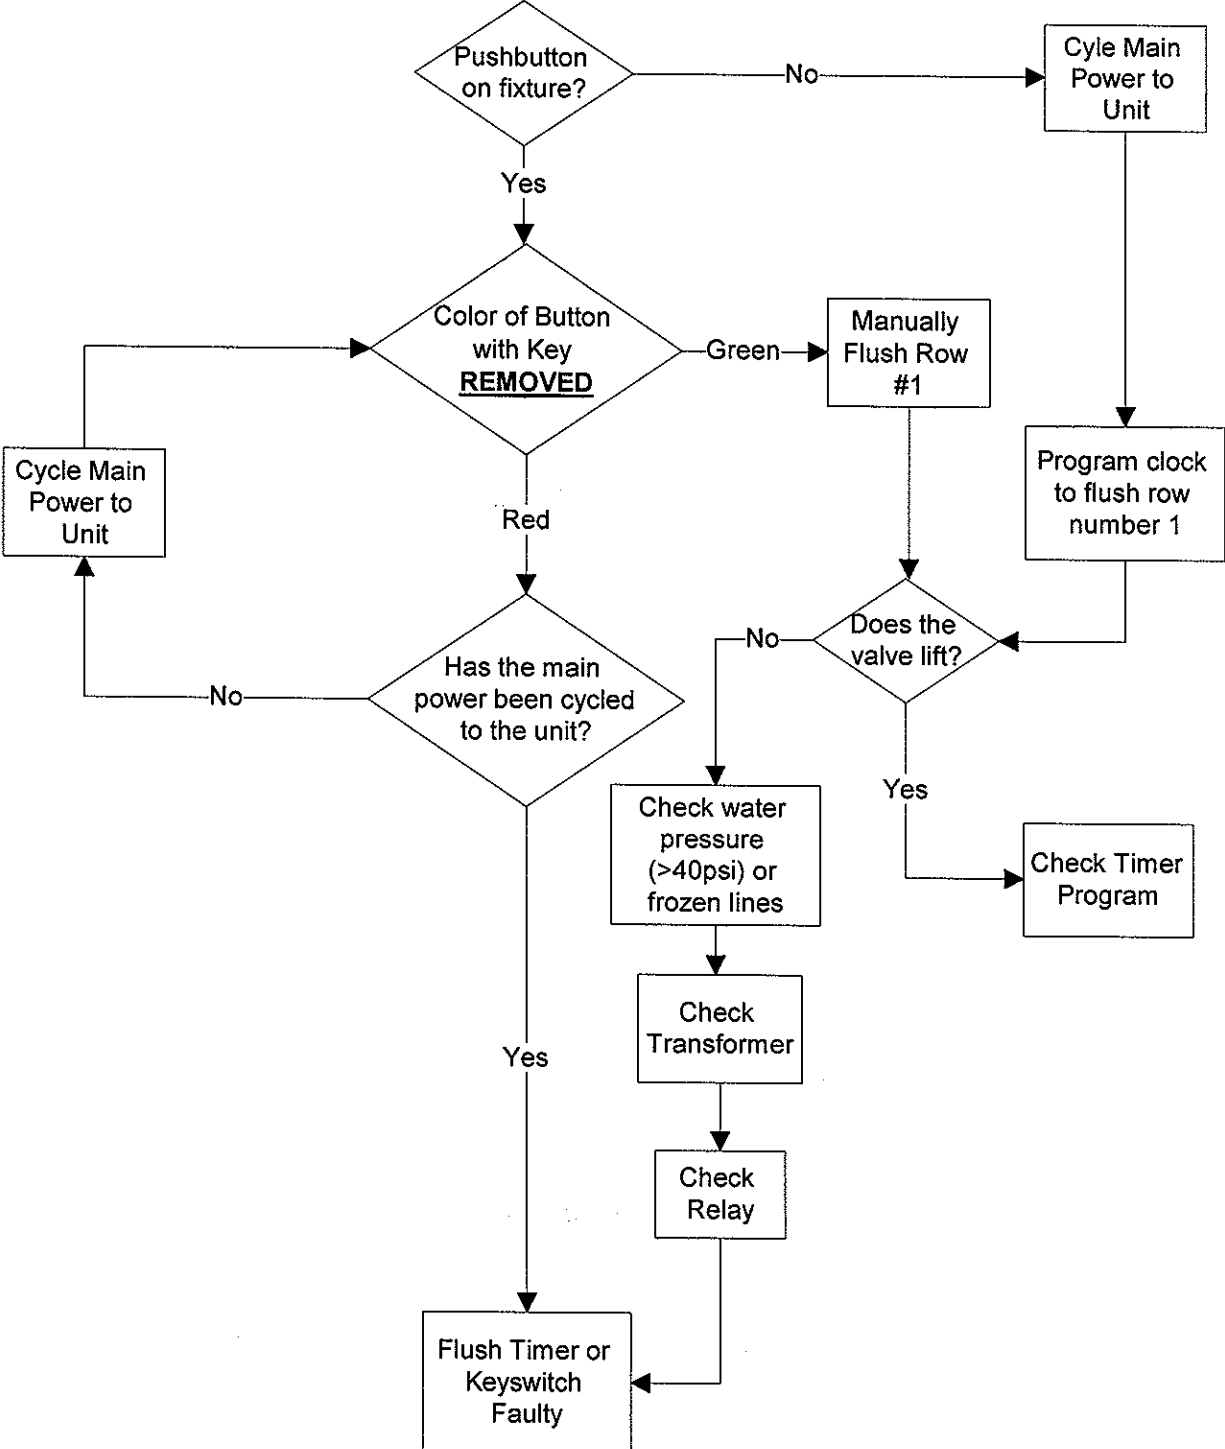 Pushbutton
on fixture?
No
Cyle Main
Power to
Unit
Yes
Color of Button
with Key
REMOVED
Green
Manually
Flush Row
#1
Cycle Main
Power to
Unit
Program clock
to flush row
number 1
Red
Does the
valve lift?
No
Has the main
power been cycled
to the unit?
No
Yes
Check water
pressure
(>40psi) or
frozen lines
Check Timer
Program
Check
Transformer
Yes
Check
Relay
Flush Timer or
Keyswitch
Faulty